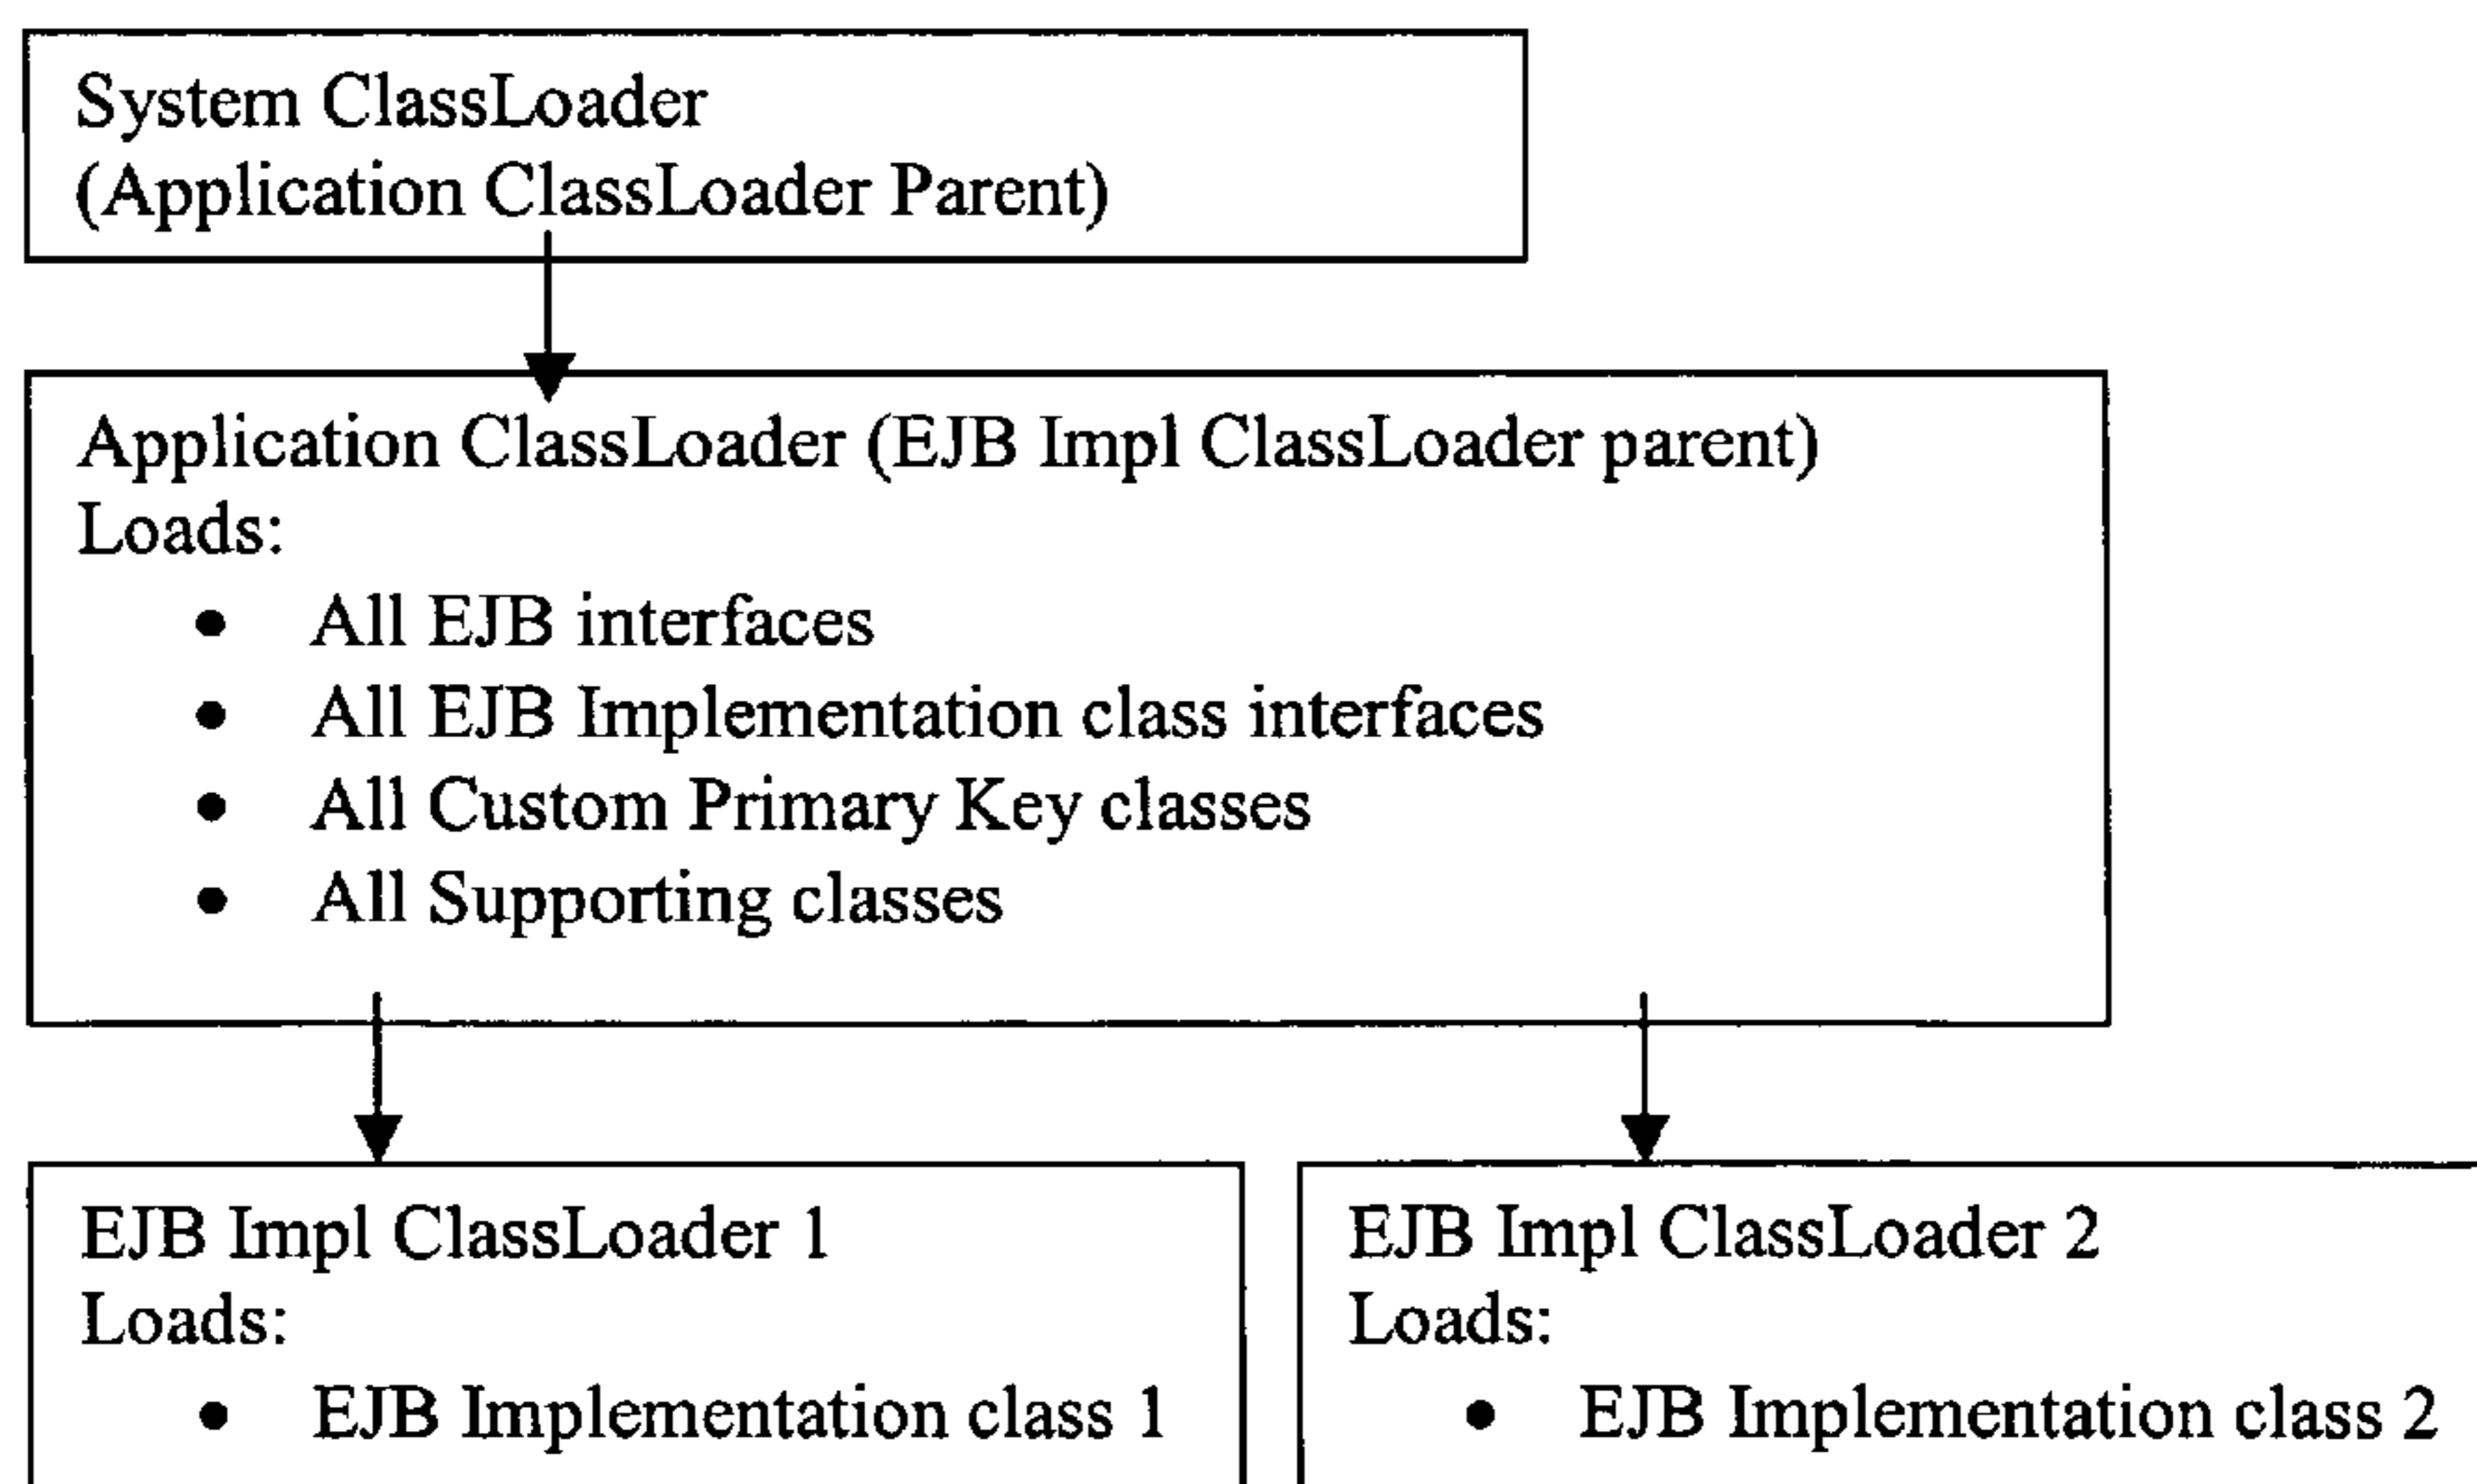 System ClassLoader
(Application ClassLoader Parent)
Application ClassLoader (EJB Impl ClassLoader parent)
Loads:
• All EJB interfaces
• All EJB Implementation class interfaces
• All Custom Primary Key classes
• All Supporting classes
EJB Impl ClassLoader 1
Loads:
• EJB Implementation class 1
EJB Impl ClassLoader 2
Loads:
• EJB Implementation class 2